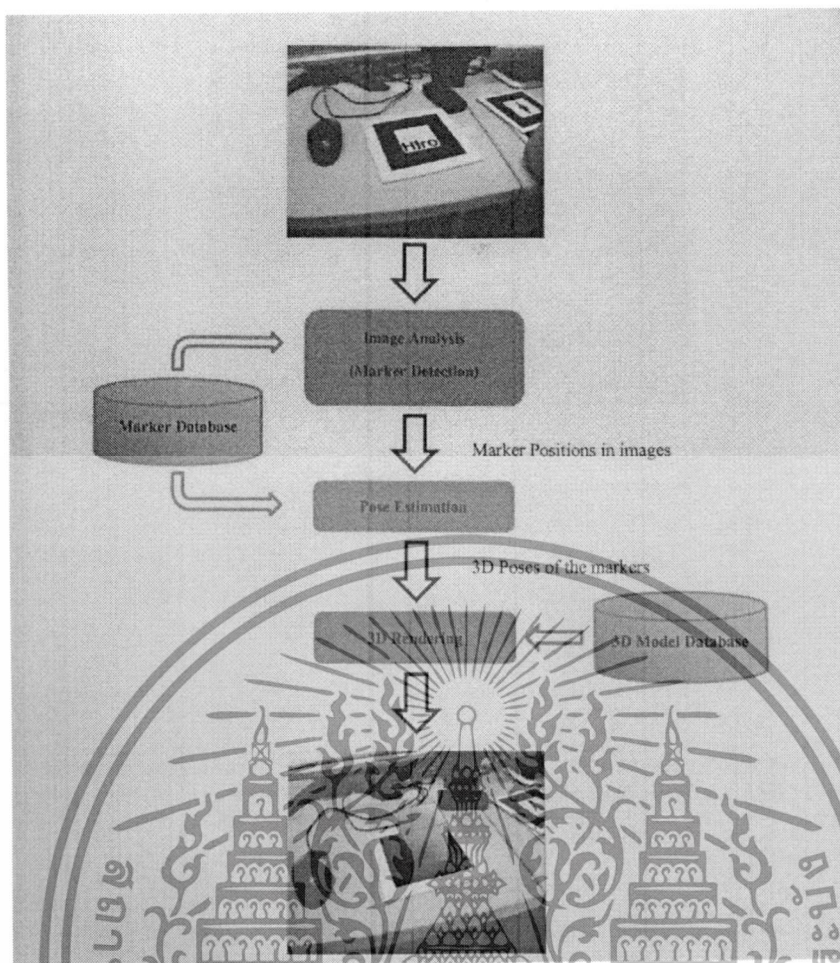 Hiro
Image Analysis
(Marker Detection)
Marker Database
Marker Positions in images
Pose Estimation
3D Poses of the markers
3D Rendering
3D Model Database